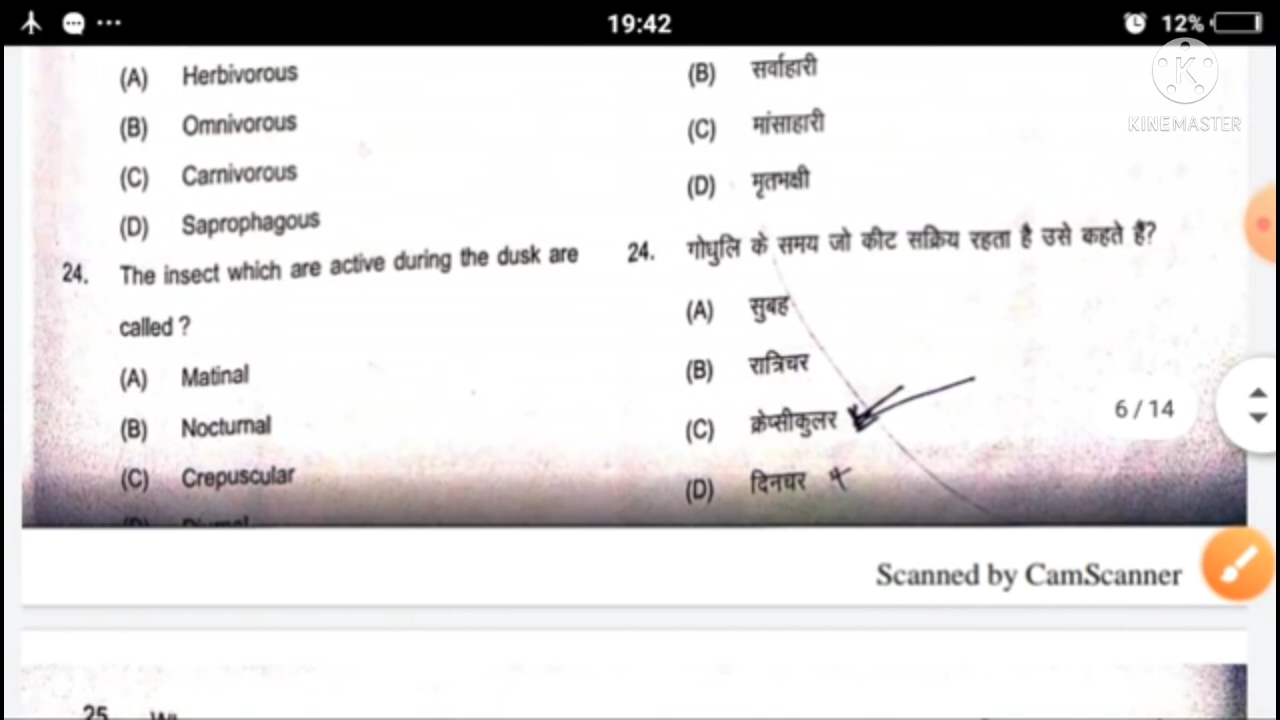 19:42
12%
KINEMASTER
(A) Herbivorous
(B) Omnivorous
(C) Carnivorous
(D) Saprophagous
24. The insect which are active during the dusk are
called ?
(A) Matinal
(B) Nocturnal
(C) Crepuscular
(D) Diurnal
(B) सर्वाहारी
(C) मांसाहारी
(D) मृतभक्षी
24. गोधुलि के समय जो कीट सक्रिय रहता है उसे कहते हैं?
(A) सुबह
(B) रात्रिचर
(C) क्रेप्सीकुलर
(D) दिनचर
6 / 14
Scanned by CamScanner
25